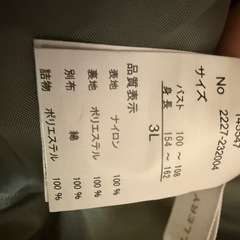 No 2227-232004
サイズ
バスト 100 ~ 108
身長 154 ~ 162
3L
品質表示
表地 ナイロン 100 %
裏地 ポリエステル 100 %
別布 綿 100 %
詰物 ポリエステル 100 %